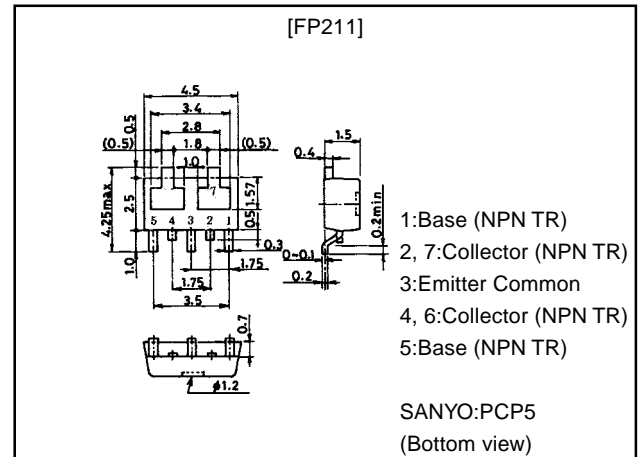 [FP211]
4.5
3.4
2.8
(0.5) 1.8 (0.5)
1.0
0.5
1.5
0.4
7
4.25max
2.5
1.57
0.5
5 4 3 2 1
0.2min
1.0
0.3
0~0.1
1.75
1.75
0.2
3.5
0.7
ø1.2
1:Base (NPN TR)
2, 7:Collector (NPN TR)
3:Emitter Common
4, 6:Collector (NPN TR)
5:Base (NPN TR)
SANYO:PCP5
(Bottom view)